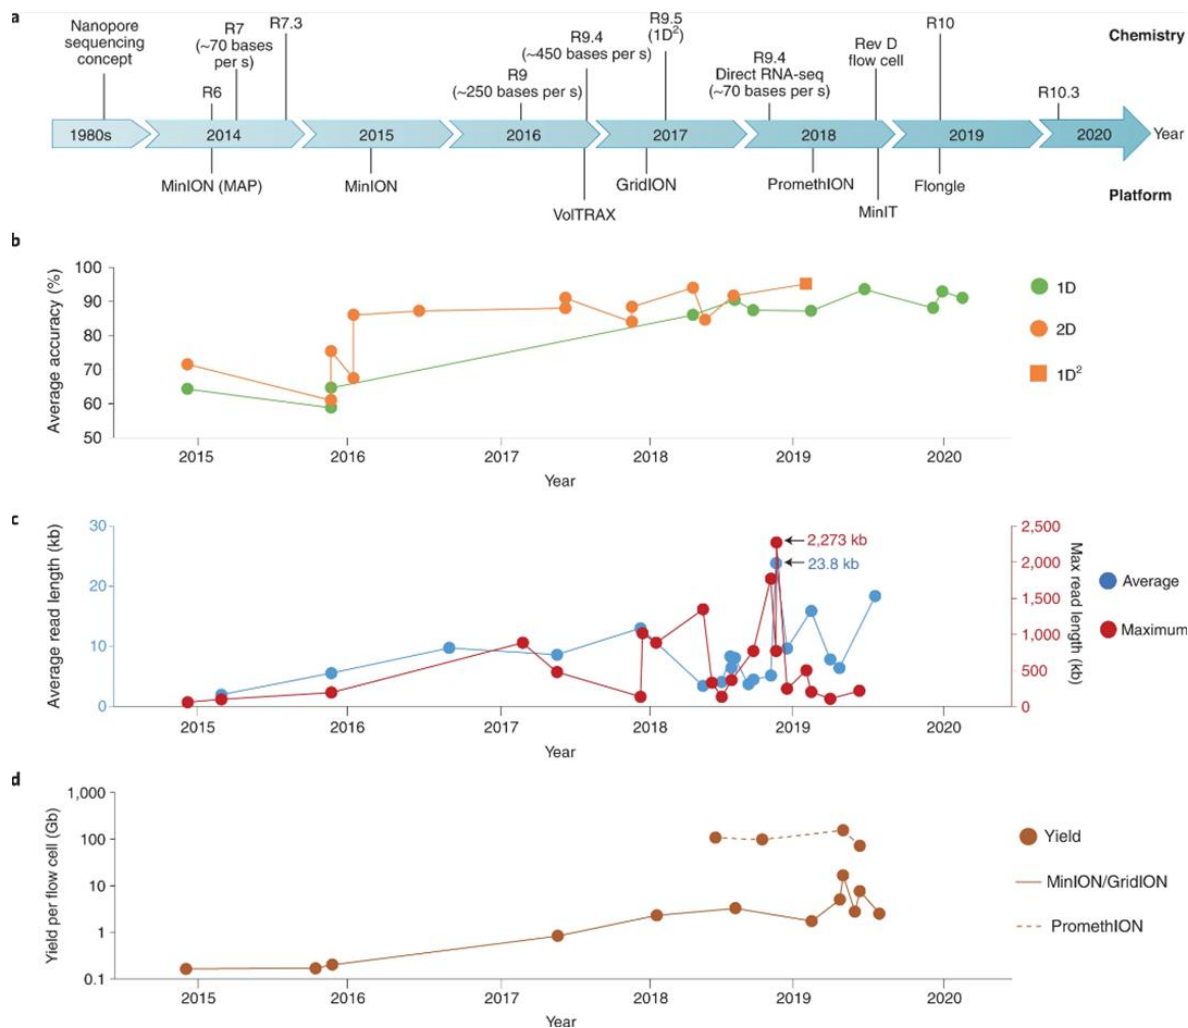 a
Nanopore
sequencing
concept
R7
(~70 bases
per s)
R7.3
R6
R9
(~250 bases per s)
R9.4
(~450 bases per s)
R9.5
(1D²)
R9.4
Direct RNA-seq
(~70 bases per s)
Rev D
flow cell
R10
R10.3
Chemistry
1980s
2014
2015
2016
2017
2018
2019
2020
Year
MinION (MAP)
MinION
VolTRAX
GridION
PromethION
MinIT
Flongle
Platform
b
Average accuracy (%)
100
90
80
70
60
50
2015
2016
2017
2018
2019
2020
Year
1D
2D
1D²
c
Average read length (kb)
30
20
10
0
2,273 kb
23.8 kb
2,500
2,000
1,500
1,000
500
0
Max read length (kb)
Average
Maximum
2015
2016
2017
2018
2019
2020
Year
d
Yield per flow cell (Gb)
1,000
100
10
1
0.1
2015
2016
2017
2018
2019
2020
Year
Yield
MinION/GridION
PromethION